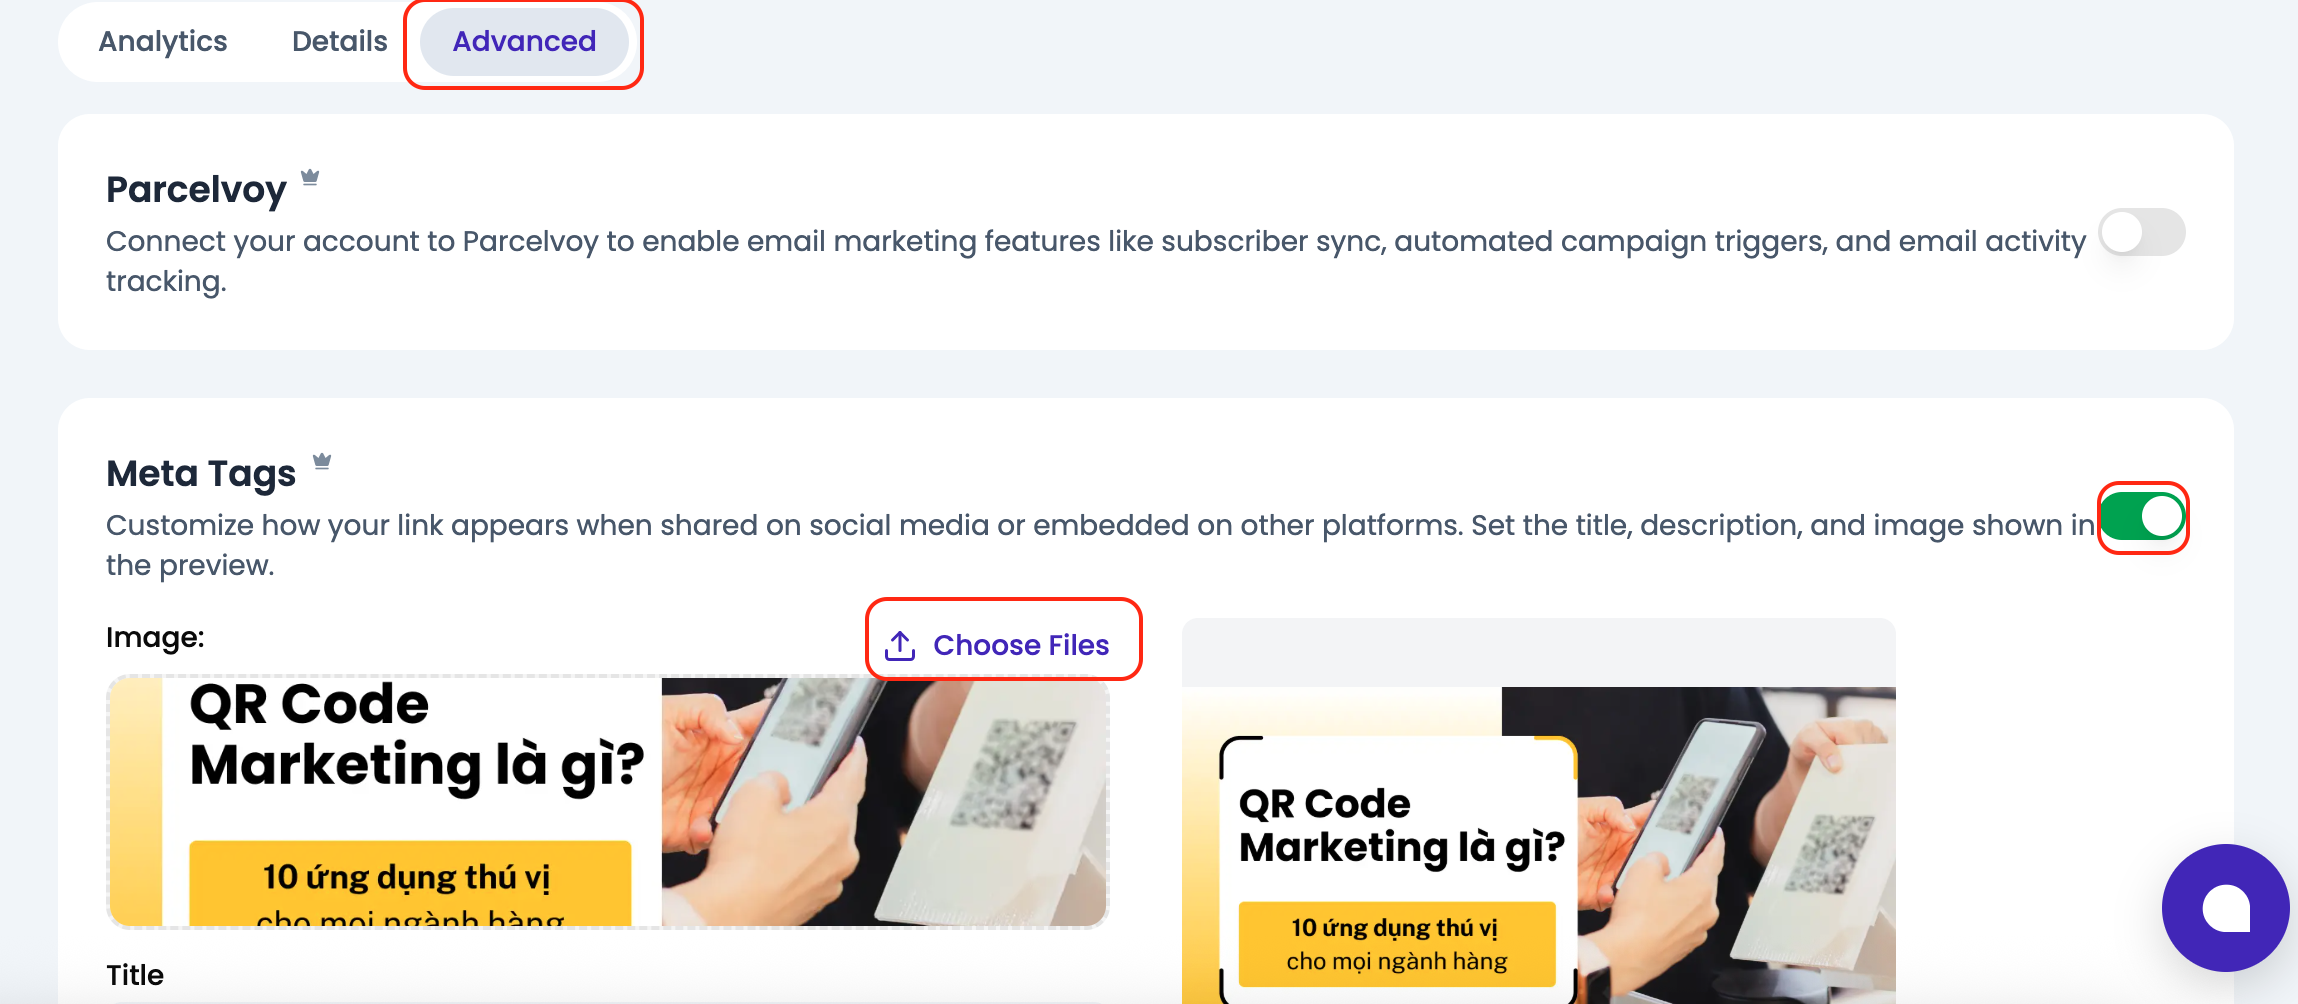 Analytics
Details
Advanced
Parcelvoy
Connect your account to Parcelvoy to enable email marketing features like subscriber sync, automated campaign triggers, and email activity
tracking.
Meta Tags
Customize how your link appears when shared on social media or embedded on other platforms. Set the title, description, and image shown in
the preview.
Image:
Choose Files
QR Code
Marketing là gì?
10 ứng dụng thú vị
cho mọi ngành hàng
Title
QR Code
Marketing là gì?
10 ứng dụng thú vị
cho mọi ngành hàng